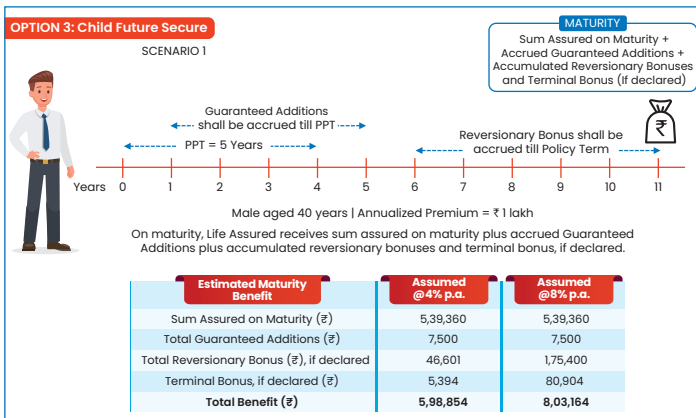 OPTION 3: Child Future Secure
SCENARIO 1
MATURITY
Sum Assured on Maturity +
Accrued Guaranteed Additions +
Accumulated Reversionary Bonuses
and Terminal Bonus (If declared)
Guaranteed Additions
shall be accrued till PPT
PPT = 5 Years
Reversionary Bonus shall be
accrued till Policy Term
₹
Years 0 1 2 3 4 5 6 7 8 9 10 11
Male aged 40 years | Annualized Premium = ₹ 1 lakh
On maturity, Life Assured receives sum assured on maturity plus accrued Guaranteed
Additions plus accumulated reversionary bonuses and terminal bonus, if declared.
Estimated Maturity
Benefit
Assumed
@4% p.a.
Assumed
@8% p.a.
Sum Assured on Maturity (₹) 5,39,360 5,39,360
Total Guaranteed Additions (₹) 7,500 7,500
Total Reversionary Bonus (₹), if declared 46,601 1,75,400
Terminal Bonus, if declared (₹) 5,394 80,904
Total Benefit (₹) 5,98,854 8,03,164